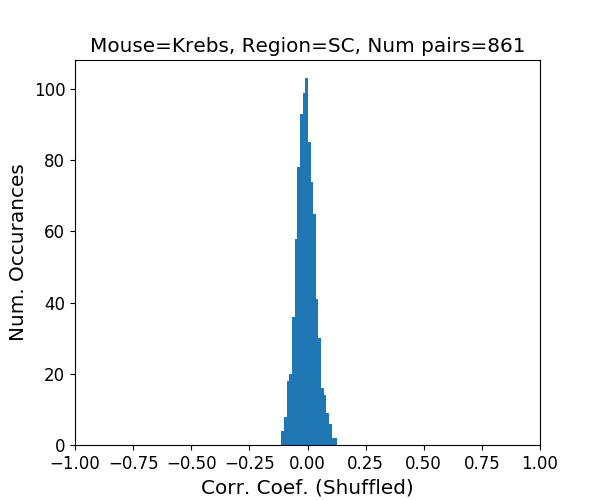 Mouse=Krebs, Region=SC, Num pairs=861
Num. Occurances
100
80
60
40
20
0
−1.00 −0.75 −0.50 −0.25 0.00 0.25 0.50 0.75 1.00
Corr. Coef. (Shuffled)